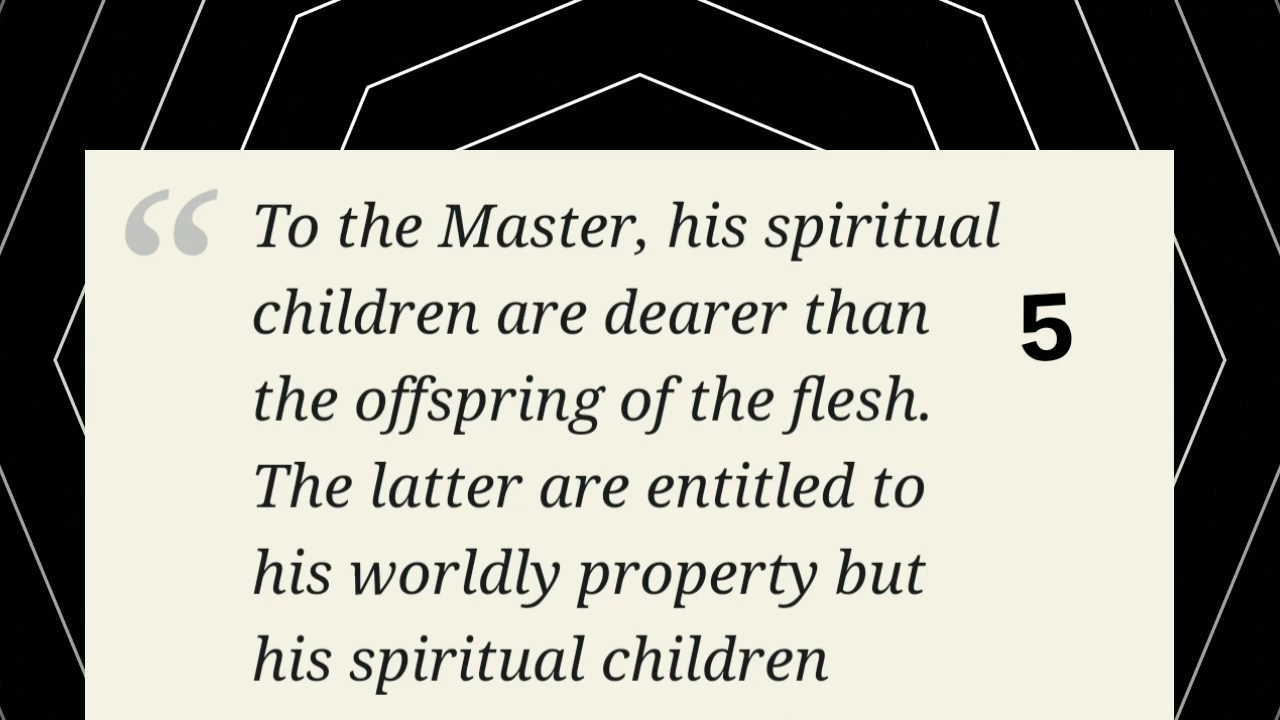 “ To the Master, his spiritual
children are dearer than
5
the offspring of the flesh.
The latter are entitled to
his worldly property but
his spiritual children